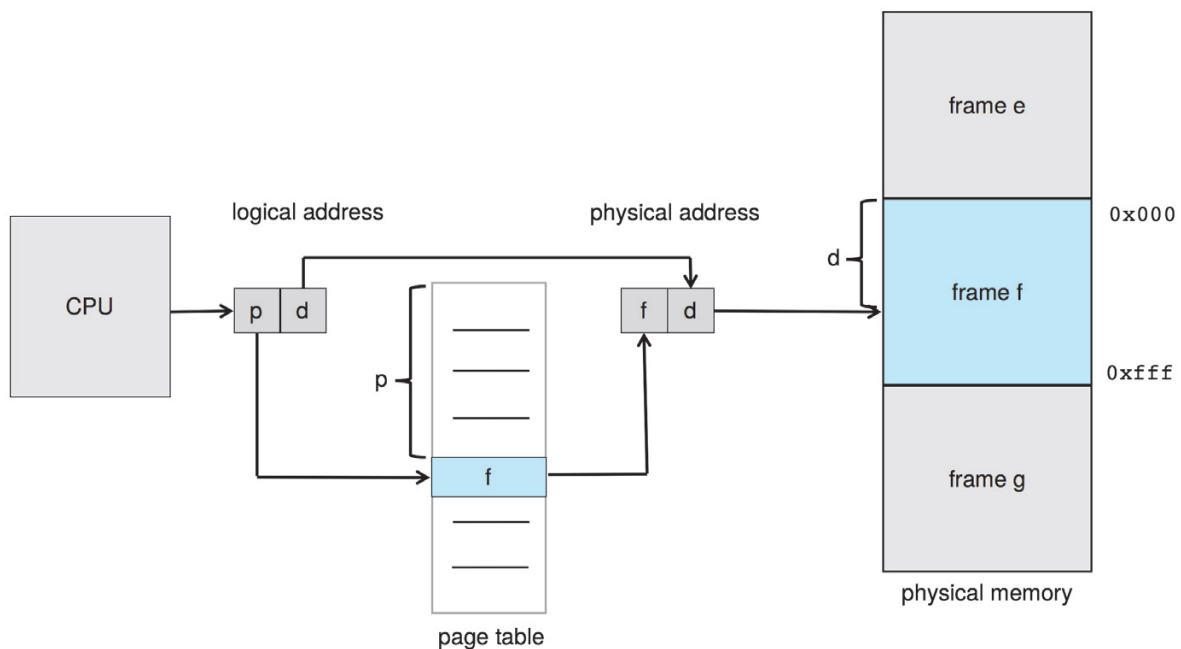 frame e
logical address
physical address
0x000
CPU
p
d
p
f
d
d
frame f
0xfff
f
frame g
physical memory
page table